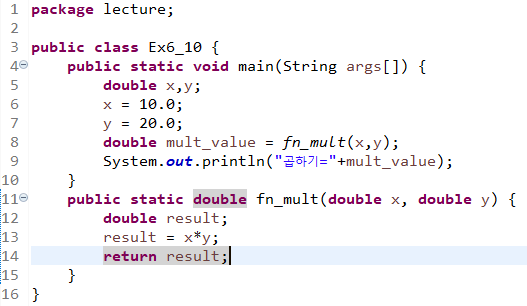 1 package lecture;
2
3 public class Ex6_10 {
4 public static void main(String args[]) {
5 double x,y;
6 x = 10.0;
7 y = 20.0;
8 double mult_value = fn_mult(x,y);
9 System.out.println("곱하기="+mult_value);
10 }
11 public static double fn_mult(double x, double y) {
12 double result;
13 result = x*y;
14 return result;
15 }
16 }